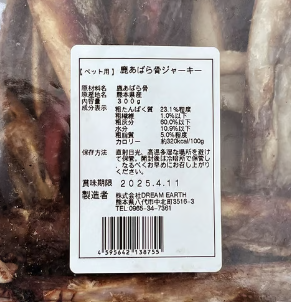 【ペット用】 鹿あばら骨ジャーキー
原材料名 鹿あばら骨
原産地名 熊本県産
内容量 300g
成分表示 粗たんぱく質 23.1%程度
粗繊維 1.0%以下
粗灰分 60.0%以下
水分 10.9%以下
粗脂質 5.0%程度
カロリー 約320kcal/100g
保存方法 直射日光、高温多湿な場所を避け
て保管。開封後は冷暗所で保管し
、なるべくお早めにお召し上がり
ください。
賞味期限 2025.4.11
製造者 株式会社DREAM EARTH
熊本県八代市中北町3516-3
TEL 0965-34-7361
4595642138755